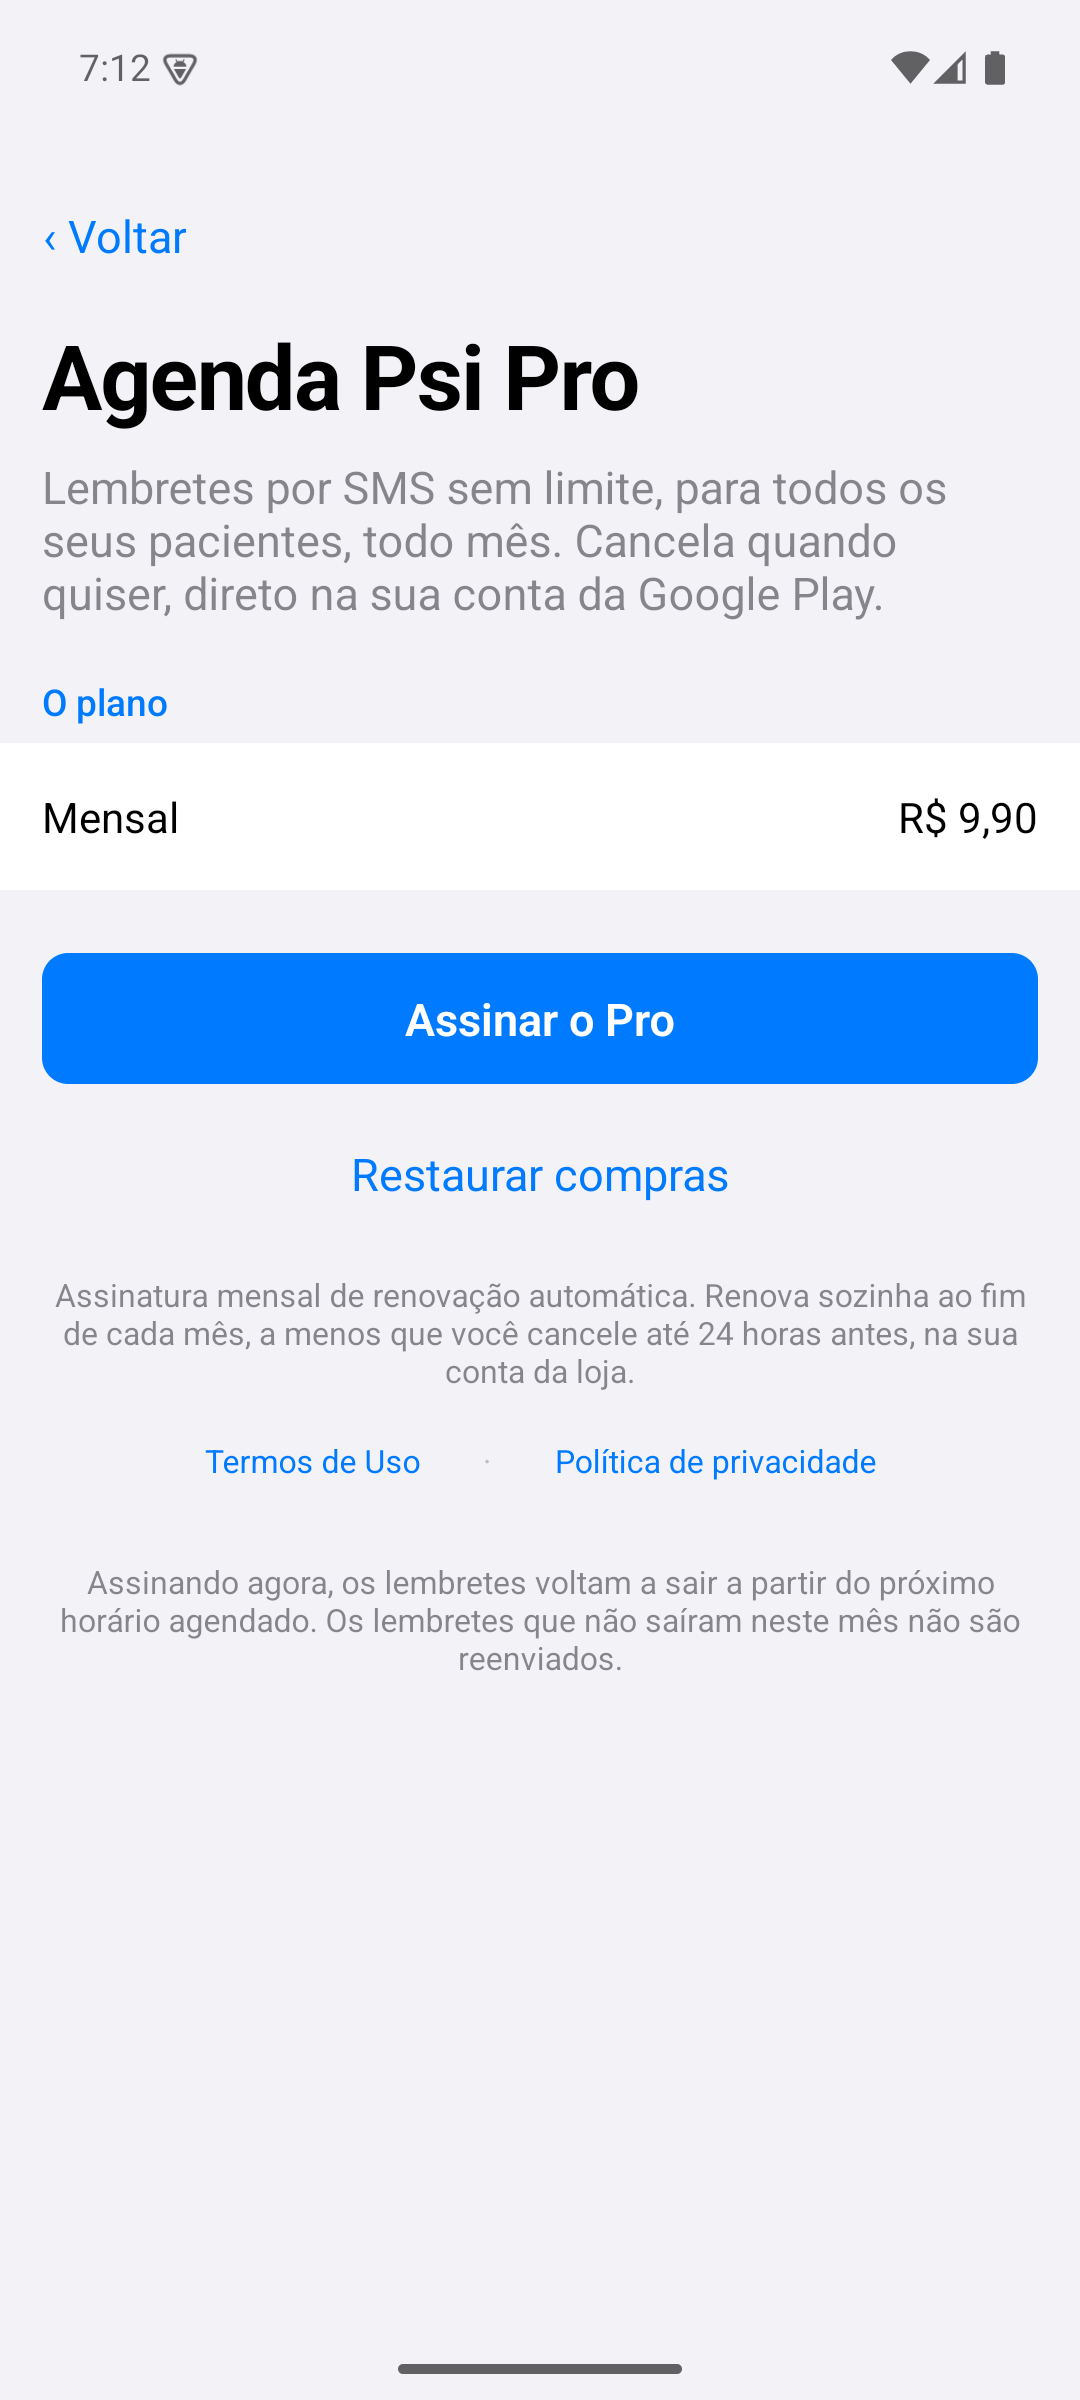 7:12
‹ Voltar
Agenda Psi Pro
Lembretes por SMS sem limite, para todos os
seus pacientes, todo mês. Cancela quando
quiser, direto na sua conta da Google Play.
O plano
Mensal R$ 9,90
Assinar o Pro
Restaurar compras
Assinatura mensal de renovação automática. Renova sozinha ao fim
de cada mês, a menos que você cancele até 24 horas antes, na sua
conta da loja.
Termos de Uso · Política de privacidade
Assinando agora, os lembretes voltam a sair a partir do próximo
horário agendado. Os lembretes que não saíram neste mês não são
reenviados.